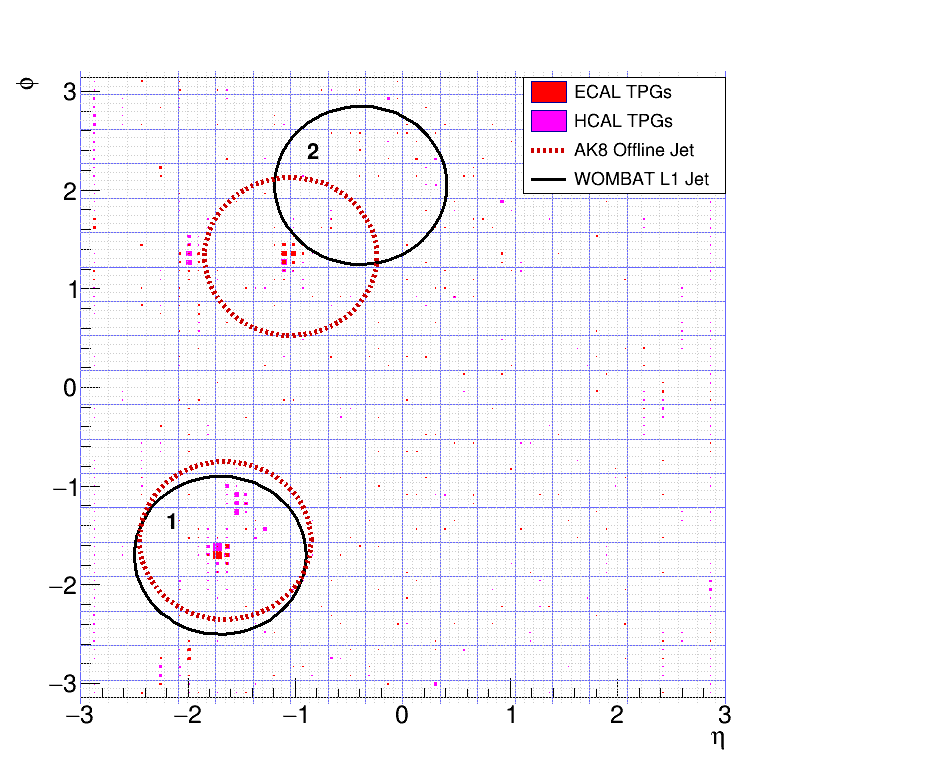 ϕ
3
2
1
0
−1
−2
−3
ECAL TPGs
HCAL TPGs
AK8 Offline Jet
WOMBAT L1 Jet
2
1
−3 −2 −1 0 1 2 3
η